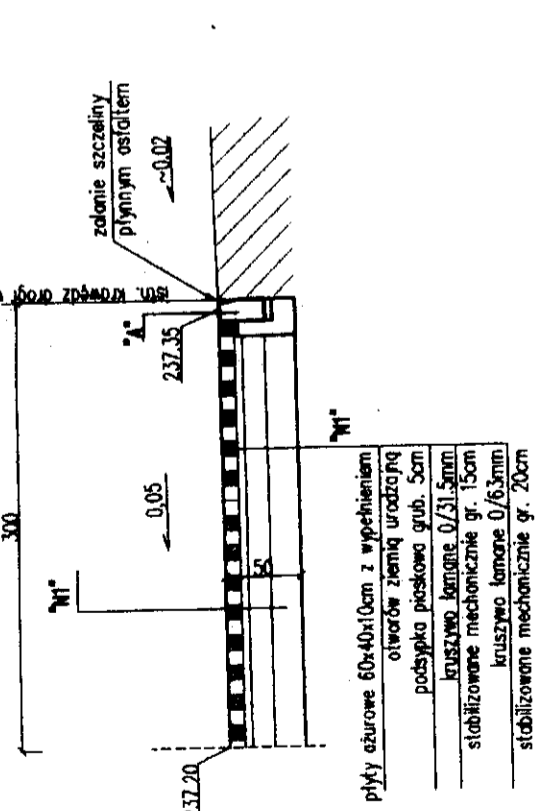 zalanie szczeliny
płynnym asfaltem
~0.02
istn. krawędź drogi
"A"
237.35
300
0,05
"N1"
50
37.20
"N1"
płyty ażurowe 60x40x10cm z wypełnieniem
otworów ziemią urodzajną
podsypka piaskowa grub. 5cm
kruszywo łamane 0/31.5mm
stabilizowane mechanicznie gr. 15cm
kruszywo łamane 0/63mm
stabilizowane mechanicznie gr. 20cm